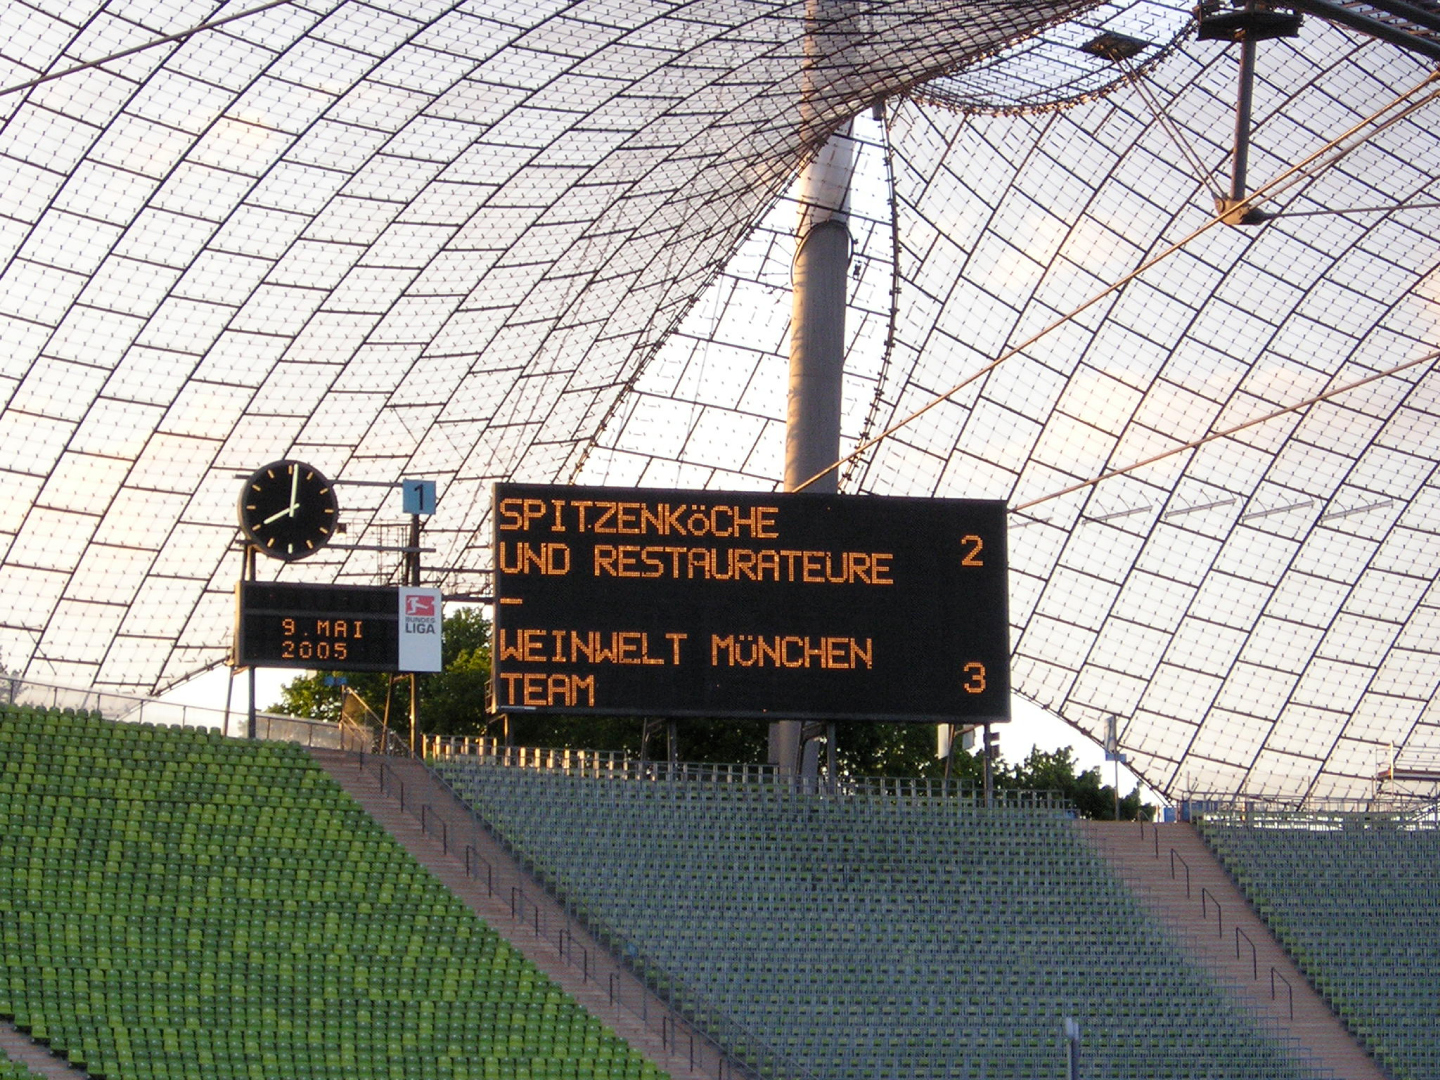 1
SPITZENKöCHE
UND RESTAURATEURE 2
–
WEINWELT MüNCHEN
TEAM 3
9.MAI
2005
BUNDES
LIGA